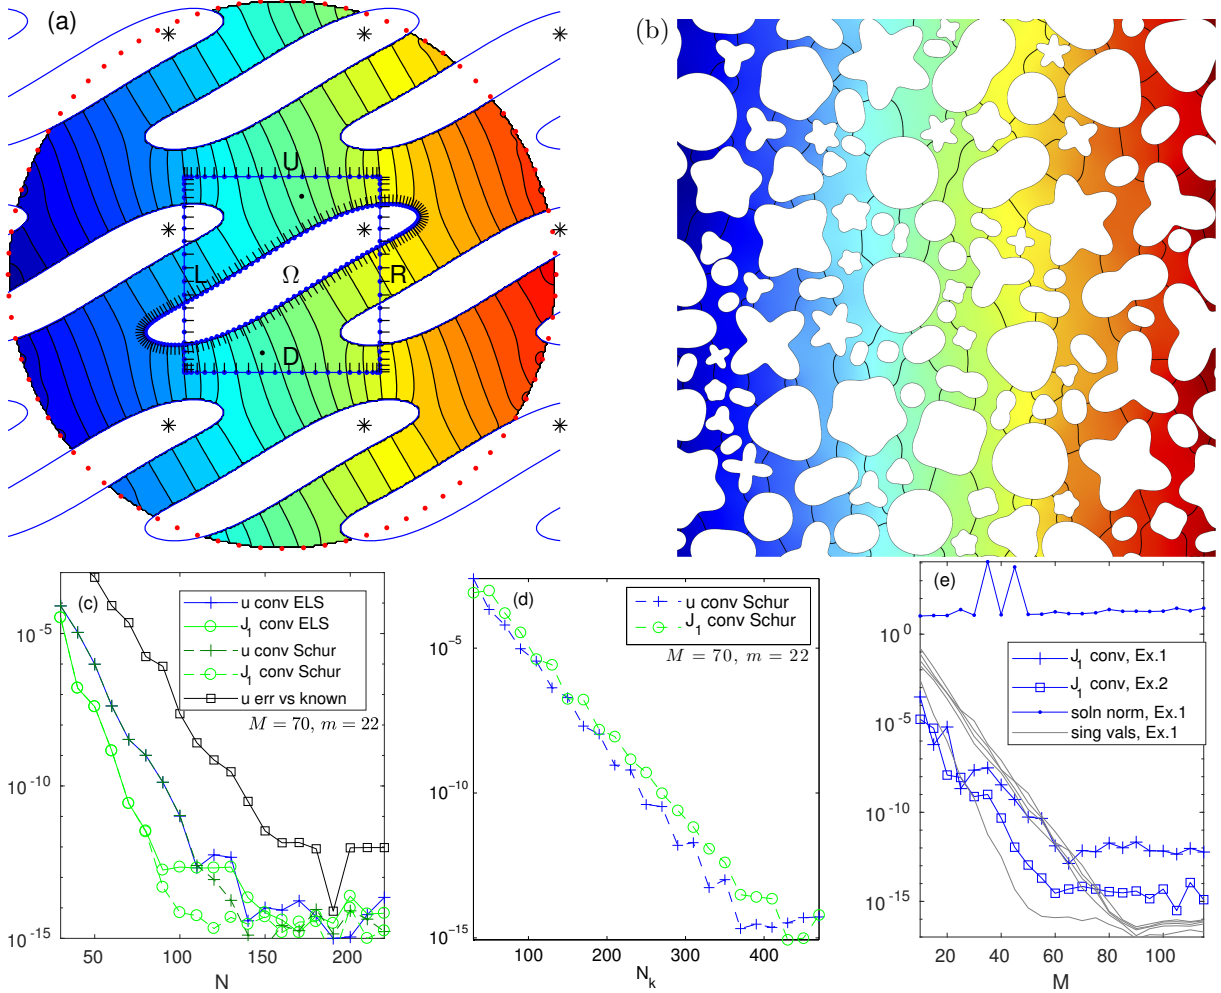 (a)
U
L
Ω
R
D
(b)
(c)
u conv ELS
J1 conv ELS
u conv Schur
J1 conv Schur
u err vs known
M = 70, m = 22
10^-5
10^-10
10^-15
50
100
150
200
N
(d)
u conv Schur
J1 conv Schur
M = 70, m = 22
10^-5
10^-10
10^-15
100
200
300
400
N_k
(e)
J1 conv, Ex.1
J1 conv, Ex.2
soln norm, Ex.1
sing vals, Ex.1
10^0
10^-5
10^-10
10^-15
20
40
60
80
100
M